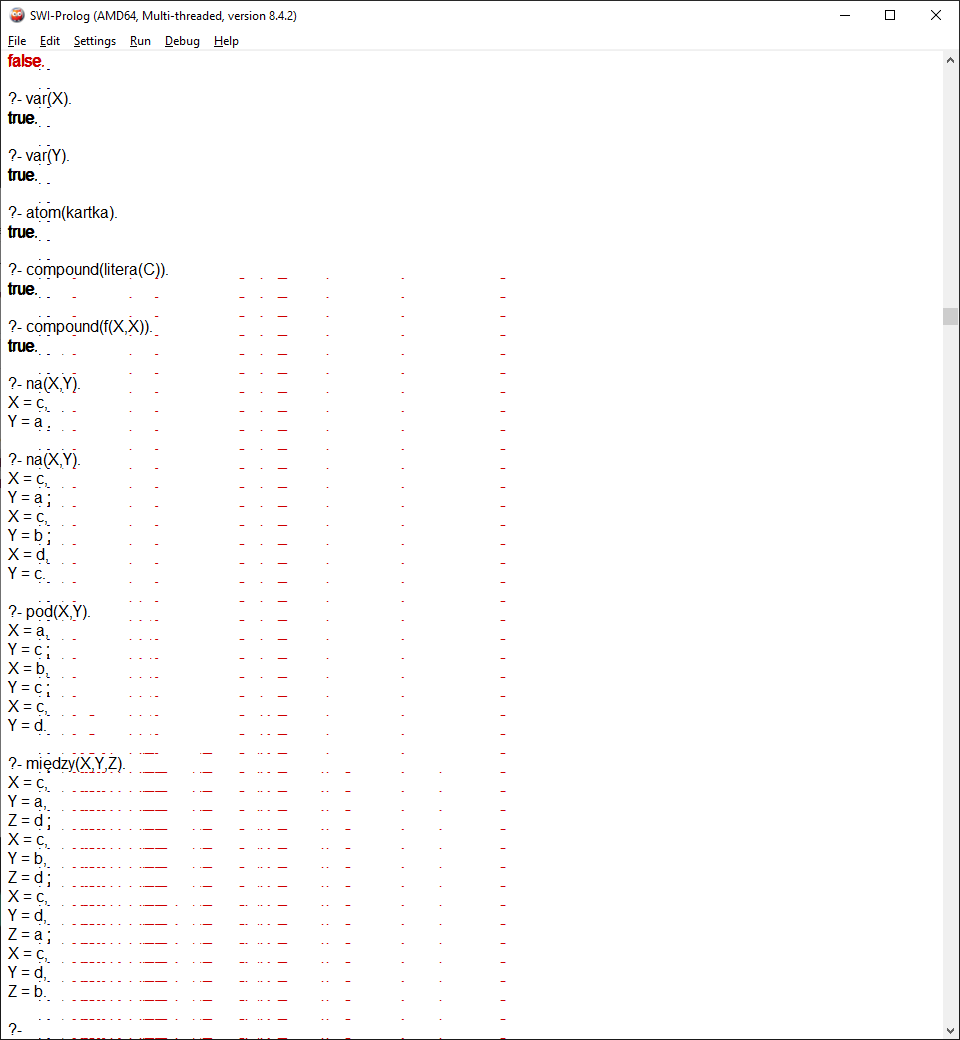 SWI-Prolog (AMD64, Multi-threaded, version 8.4.2)
File Edit Settings Run Debug Help
false.
?- var(X).
true.
?- var(Y).
true.
?- atom(kartka).
true.
?- compound(litera(C)).
true.
?- compound(f(X,X)).
true.
?- na(X,Y).
X = c,
Y = a .
?- na(X,Y).
X = c,
Y = a ;
X = c,
Y = b ;
X = d,
Y = c.
?- pod(X,Y).
X = a,
Y = c ;
X = b,
Y = c ;
X = c,
Y = d.
?- między(X,Y,Z).
X = c,
Y = a,
Z = d ;
X = c,
Y = b,
Z = d ;
X = c,
Y = d,
Z = a ;
X = c,
Y = d,
Z = b.
?-